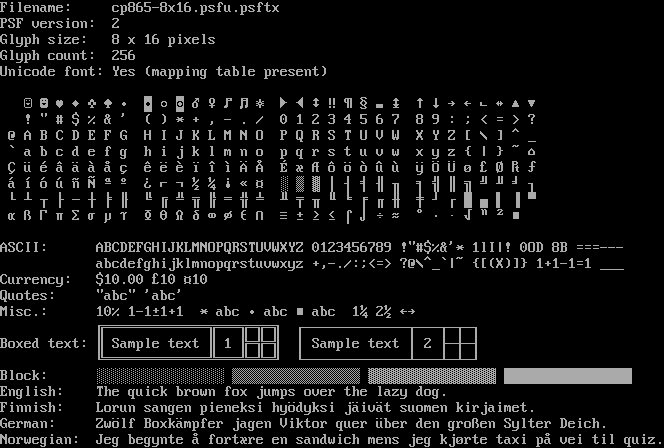 Filename: cp865-8x16.psfu.psftx
PSF version: 2
Glyph size: 8 x 16 pixels
Glyph count: 256
Unicode font: Yes (mapping table present)
☺ ☻ ♥ ♦ ♣ ♠ • ◘ ○ ◙ ♂ ♀ ♪ ♫ ☼ ► ◄ ↕ ‼ ¶ § ▬ ↨ ↑ ↓ → ← ∟ ↔ ▲ ▼
! " # $ % & ' ( ) * + , - . / 0 1 2 3 4 5 6 7 8 9 : ; < = > ?
@ A B C D E F G H I J K L M N O P Q R S T U V W X Y Z [ \ ] ^ _
` a b c d e f g h i j k l m n o p q r s t u v w x y z { | } ~ ⌂
Ç ü é â ä à å ç ê ë è ï î ì Ä Å É æ Æ ô ö ò û ù ÿ Ö Ü ø £ Ø ₧ ƒ
á í ó ú ñ Ñ ª º ¿ ⌐ ¬ ½ ¼ ¡ « ¤ ░ ▒ ▓ │ ┤ ╡ ╢ ╖ ╕ ╣ ║ ╗ ╝ ╜ ╛ ┐
└ ┴ ┬ ├ ─ ┼ ╞ ╟ ╚ ╔ ╩ ╦ ╠ ═ ╬ ╧ ╨ ╤ ╥ ╙ ╘ ╒ ╓ ╫ ╪ ┘ ┌ █ ▄ ▌ ▐ ▀
α ß Γ π Σ σ µ τ Φ Θ Ω δ ∞ φ ε ∩ ≡ ± ≥ ≤ ⌠ ⌡ ÷ ≈ ° ∙ · √ ⁿ ² ■
ASCII: ABCDEFGHIJKLMNOPQRSTUVWXYZ 0123456789 !"#$%&'* 1lI|! 0OD 8B ===---
abcdefghijklmnopqrstuvwxyz +,-./:;<=> ?@\^_`|~ {[(X)]} 1+1-1=1 ___
Currency: $10.00 £10 ¤10
Quotes: "abc" 'abc'
Misc.: 10% 1-1±1+1 * abc • abc ■ abc 1¼ 2½ ↔
Boxed text: Sample text 1 Sample text 2
Block:
English: The quick brown fox jumps over the lazy dog.
Finnish: Lorun sangen pieneksi hyödyksi jäivät suomen kirjaimet.
German: Zwölf Boxkämpfer jagen Viktor quer über den großen Sylter Deich.
Norwegian: Jeg begynte å fortære en sandwich mens jeg kjørte taxi på vei til quiz.